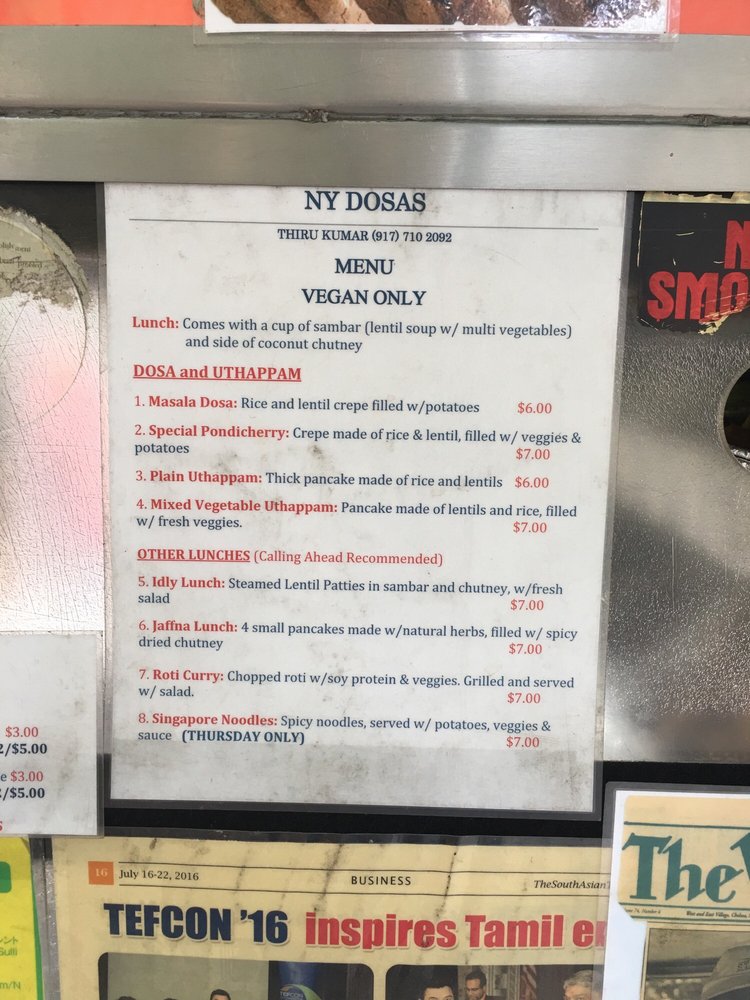 NY DOSAS
THIRU KUMAR (917) 710 2092
MENU
VEGAN ONLY
Lunch: Comes with a cup of sambar (lentil soup w/ multi vegetables)
and side of coconut chutney
DOSA and UTHAPPAM
1. Masala Dosa: Rice and lentil crepe filled w/potatoes $6.00
2. Special Pondicherry: Crepe made of rice & lentil, filled w/ veggies &
potatoes $7.00
3. Plain Uthappam: Thick pancake made of rice and lentils $6.00
4. Mixed Vegetable Uthappam: Pancake made of lentils and rice, filled
w/ fresh veggies. $7.00
OTHER LUNCHES (Calling Ahead Recommended)
5. Idly Lunch: Steamed Lentil Patties in sambar and chutney, w/fresh
salad $7.00
6. Jaffna Lunch: 4 small pancakes made w/natural herbs, filled w/ spicy
dried chutney $7.00
7. Roti Curry: Chopped roti w/soy protein & veggies. Grilled and served
w/ salad. $7.00
8. Singapore Noodles: Spicy noodles, served w/ potatoes, veggies &
sauce (THURSDAY ONLY) $7.00
N
SMO
$3.00
2/$5.00
e $3.00
/$5.00
s
16 July 16-22, 2016 BUSINESS TheSouthAsian
TEFCON '16 inspires Tamil
The